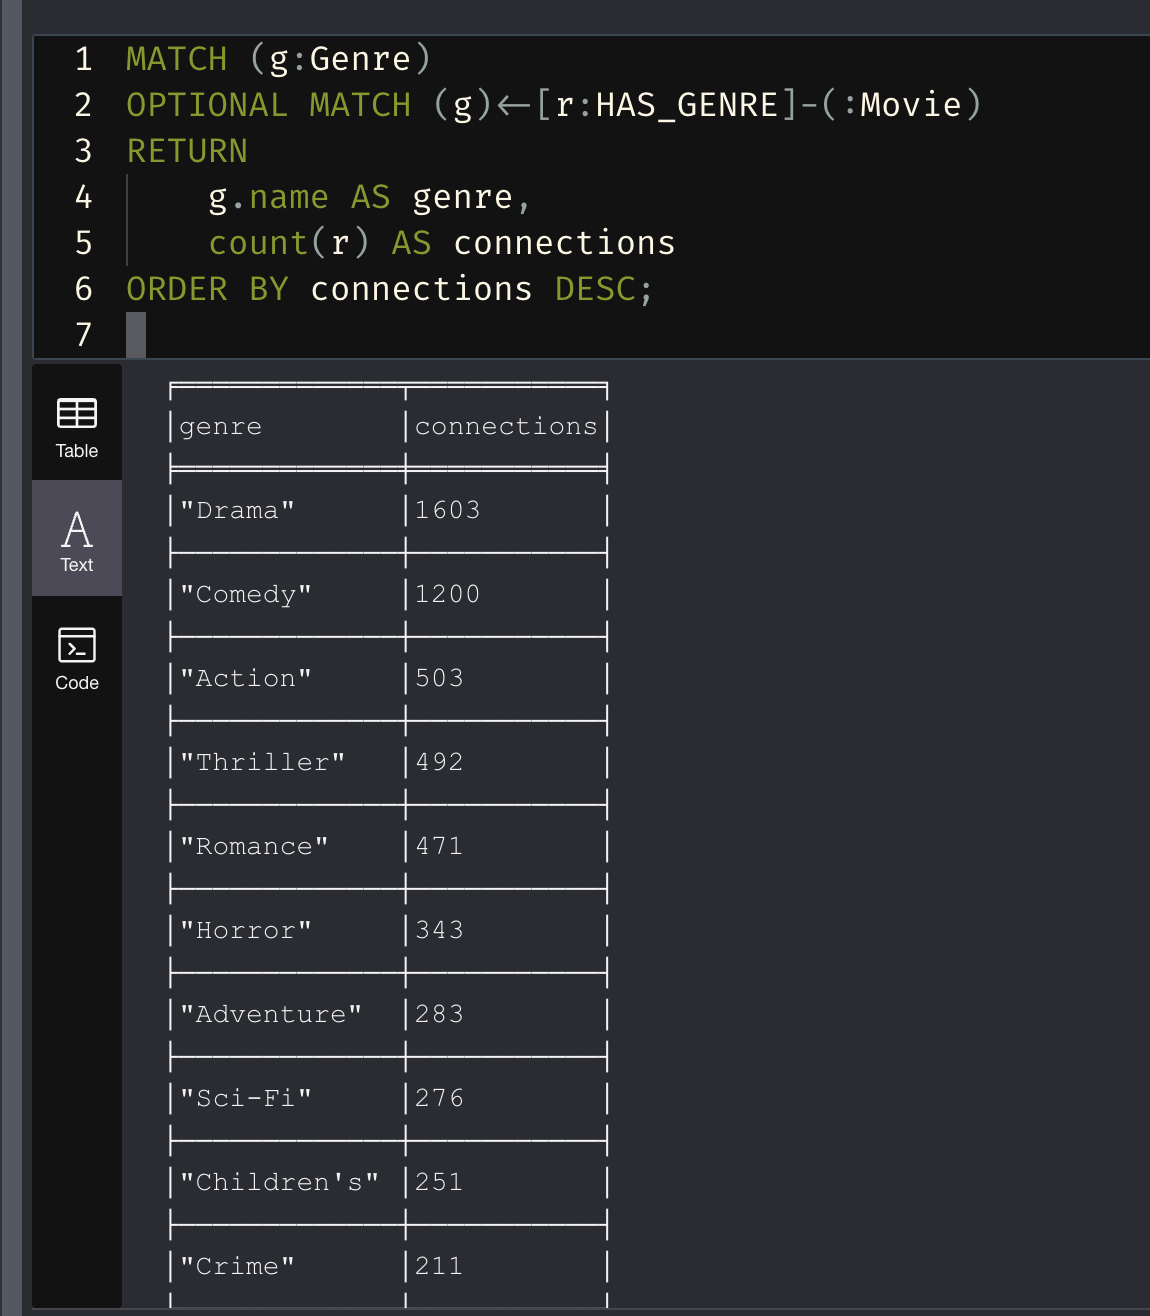 1 MATCH (g:Genre)
2 OPTIONAL MATCH (g)<-[r:HAS_GENRE]-(:Movie)
3 RETURN
4 g.name AS genre,
5 count(r) AS connections
6 ORDER BY connections DESC;
7
Table
Text
Code
genre connections
"Drama" 1603
"Comedy" 1200
"Action" 503
"Thriller" 492
"Romance" 471
"Horror" 343
"Adventure" 283
"Sci-Fi" 276
"Children's" 251
"Crime" 211